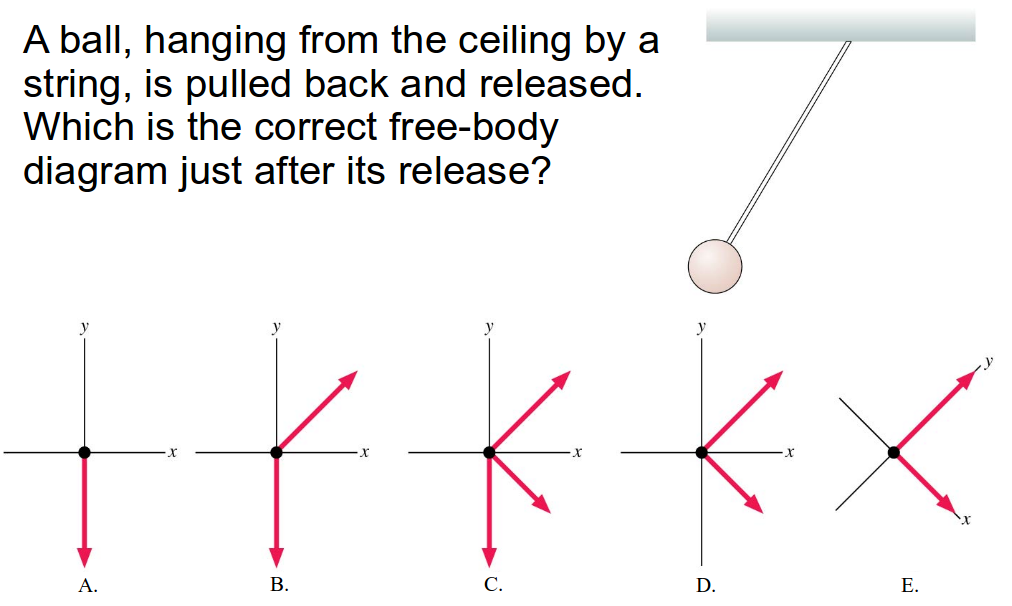 A ball, hanging from the ceiling by a
string, is pulled back and released.
Which is the correct free-body
diagram just after its release?
y y y y y
x x x x x
A. B. C. D. E.